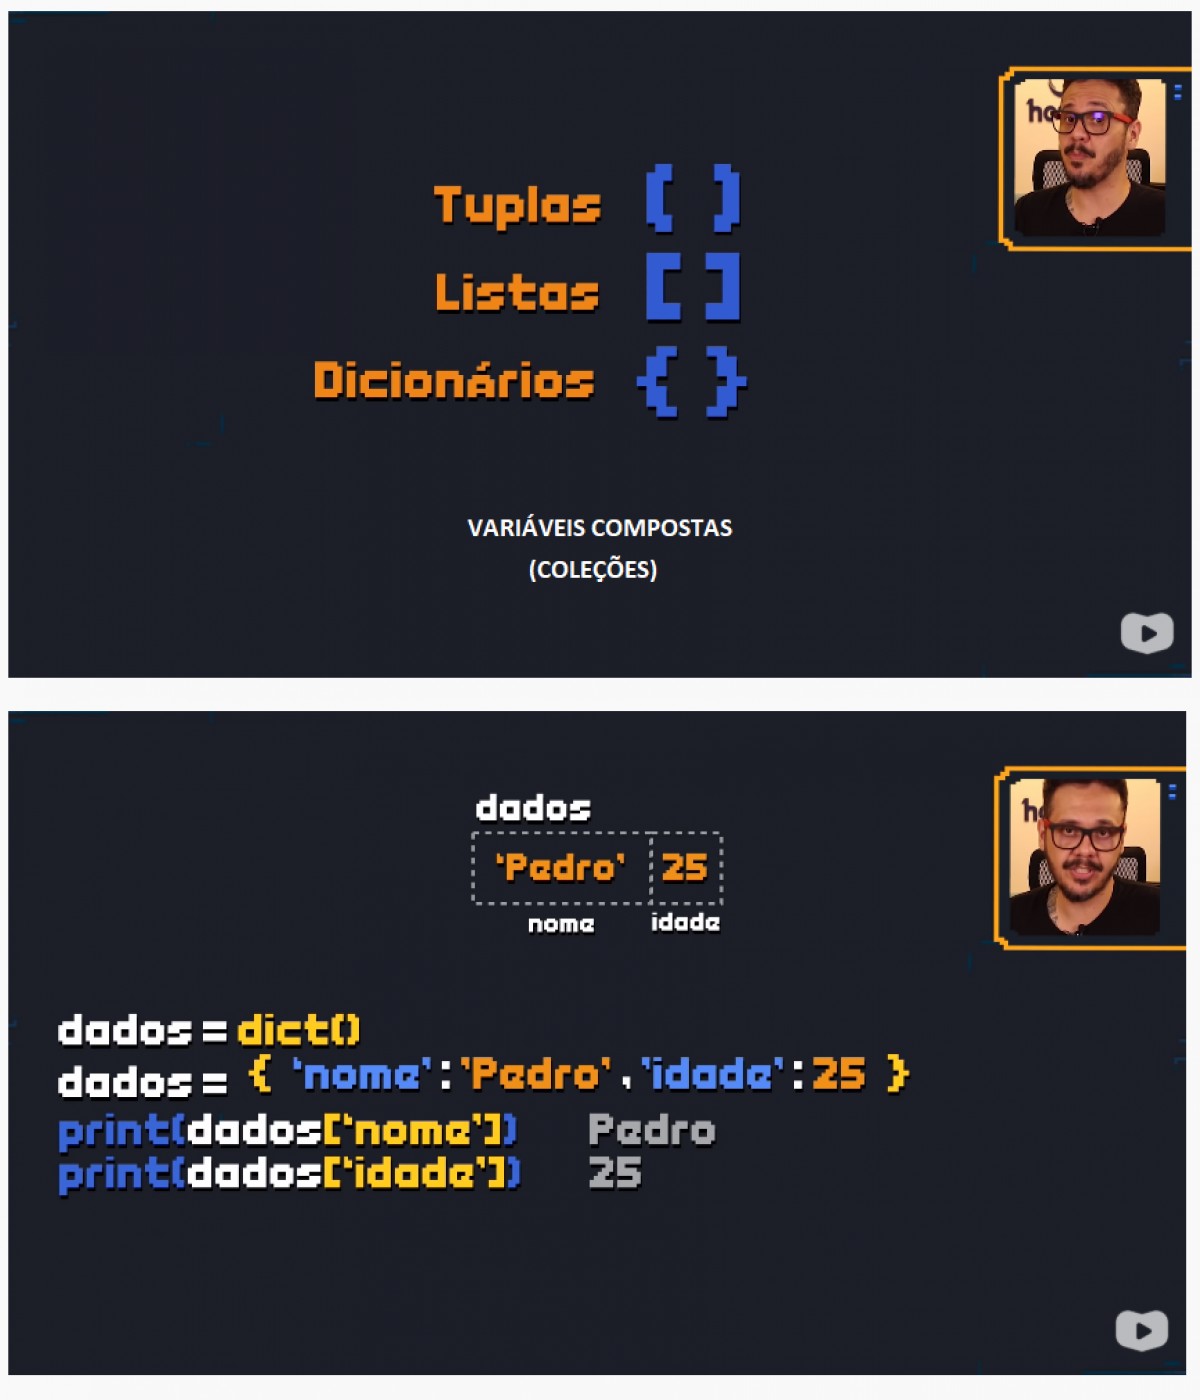 Tuplas ( )
Listas [ ]
Dicionários { }
VARIÁVEIS COMPOSTAS
(COLEÇÕES)
dados
'Pedro' 25
nome idade
dados = dict()
dados = { 'nome':'Pedro','idade':25 }
print(dados['nome']) Pedro
print(dados['idade']) 25